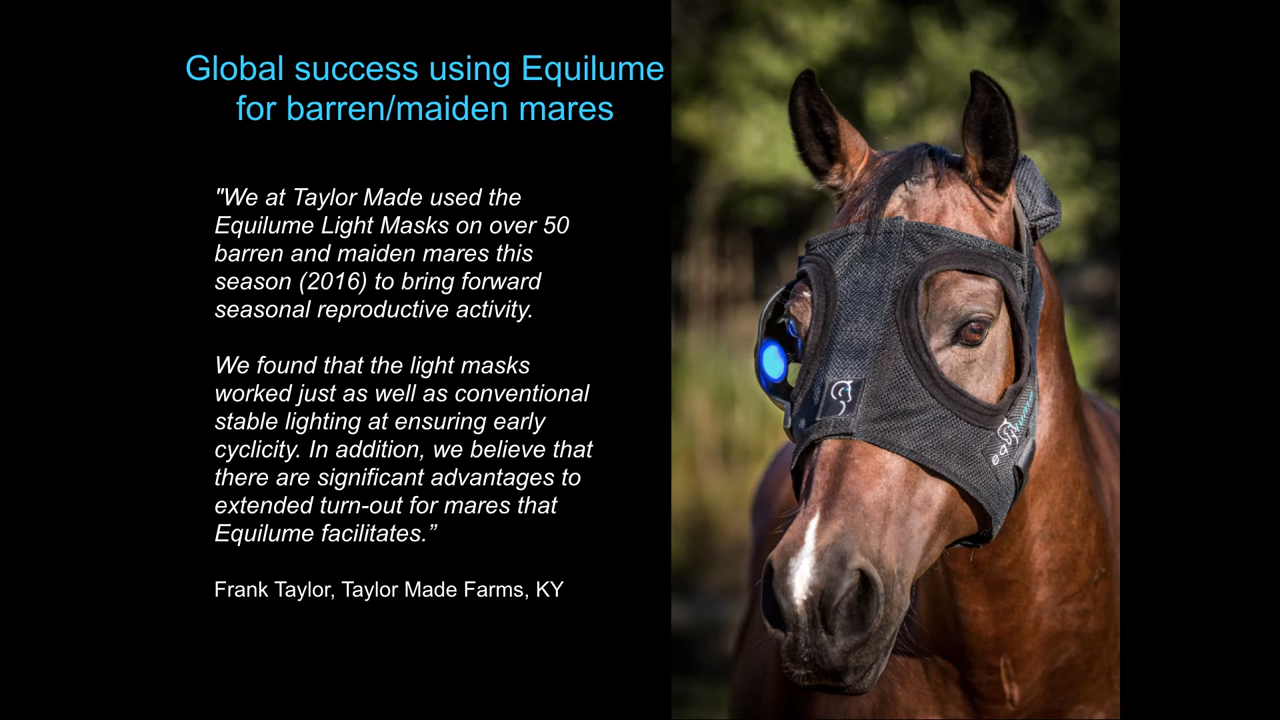 Global success using Equilume
for barren/maiden mares
"We at Taylor Made used the
Equilume Light Masks on over 50
barren and maiden mares this
season (2016) to bring forward
seasonal reproductive activity.
We found that the light masks
worked just as well as conventional
stable lighting at ensuring early
cyclicity. In addition, we believe that
there are significant advantages to
extended turn-out for mares that
Equilume facilitates.”
Frank Taylor, Taylor Made Farms, KY